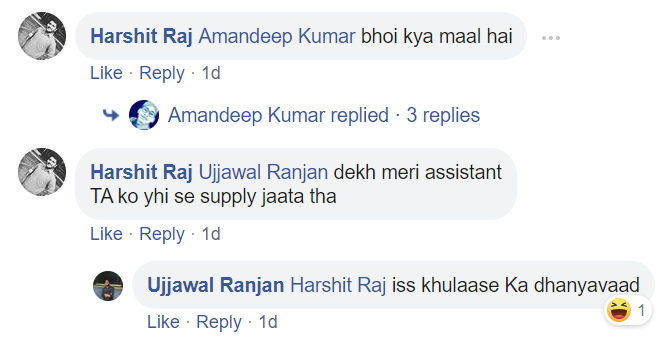 Harshit Raj Amandeep Kumar bhoi kya maal hai
Like · Reply · 1d
Amandeep Kumar replied · 3 replies
Harshit Raj Ujjawal Ranjan dekh meri assistant
TA ko yhi se supply jaata tha
Like · Reply · 1d
Ujjawal Ranjan Harshit Raj iss khulaase Ka dhanyavaad
1
Like · Reply · 1d